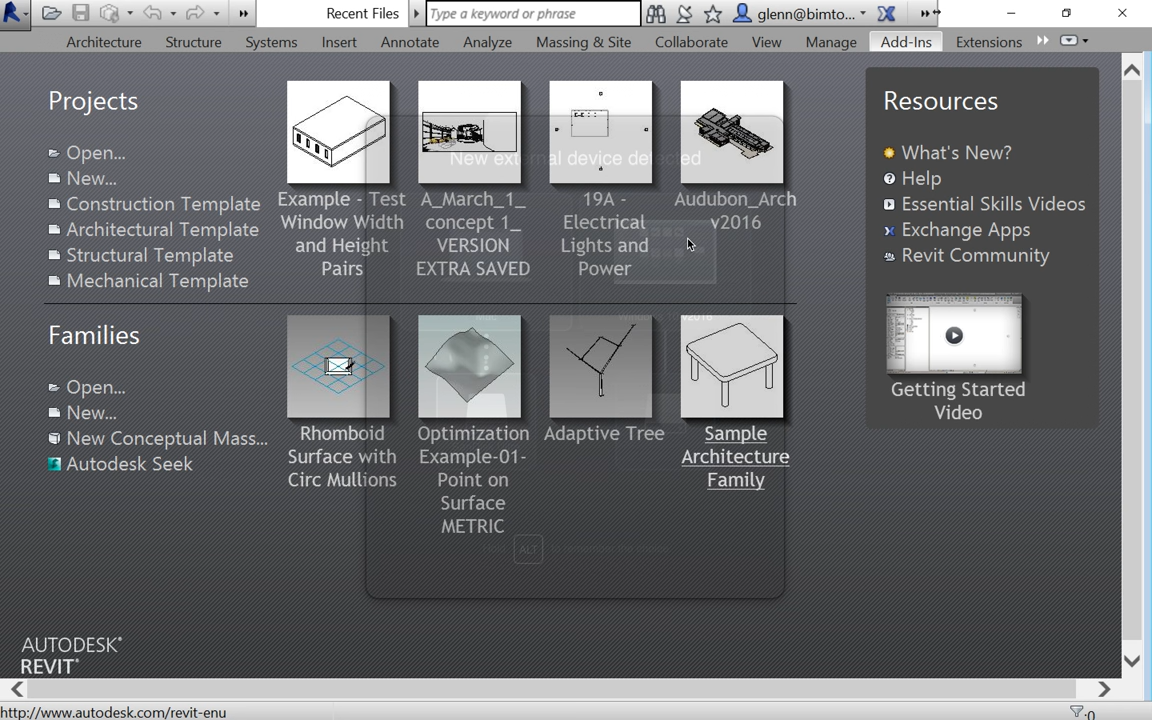 Recent Files
Type a keyword or phrase
glenn@bimto...
Architecture
Structure
Systems
Insert
Annotate
Analyze
Massing & Site
Collaborate
View
Manage
Add-Ins
Extensions
Projects
Open...
New...
Construction Template
Architectural Template
Structural Template
Mechanical Template
Example - Test
Window Width
and Height
Pairs
A_March_1_
concept 1_
VERSION
EXTRA SAVED
19A -
Electrical
Lights and
Power
Audubon_Arch
v2016
New external device detected
Families
Open...
New...
New Conceptual Mass...
Autodesk Seek
Rhomboid
Surface with
Circ Mullions
Optimization
Example-01-
Point on
Surface
METRIC
Adaptive Tree
Sample
Architecture
Family
ALT
Resources
What's New?
Help
Essential Skills Videos
Exchange Apps
Revit Community
Getting Started
Video
AUTODESK®
REVIT®
http://www.autodesk.com/revit-enu
:0